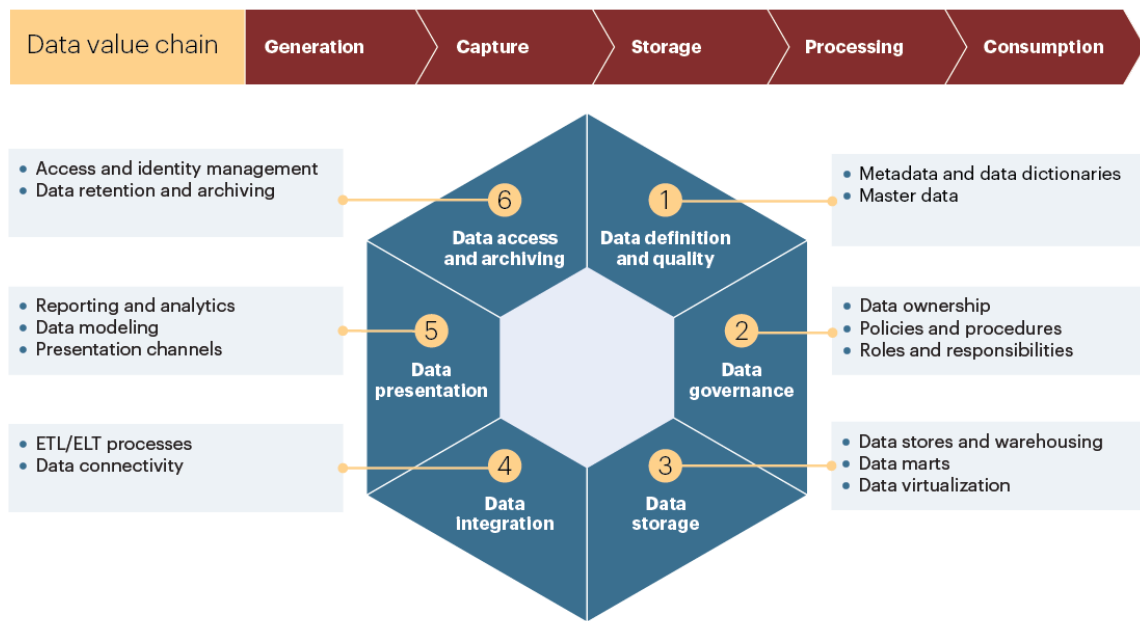 Data value chain
Generation
Capture
Storage
Processing
Consumption
• Access and identity management
• Data retention and archiving
6
Data access
and archiving
1
Data definition
and quality
• Metadata and data dictionaries
• Master data
• Reporting and analytics
• Data modeling
• Presentation channels
5
Data
presentation
2
Data
governance
• Data ownership
• Policies and procedures
• Roles and responsibilities
• ETL/ELT processes
• Data connectivity
4
Data
integration
3
Data
storage
• Data stores and warehousing
• Data marts
• Data virtualization